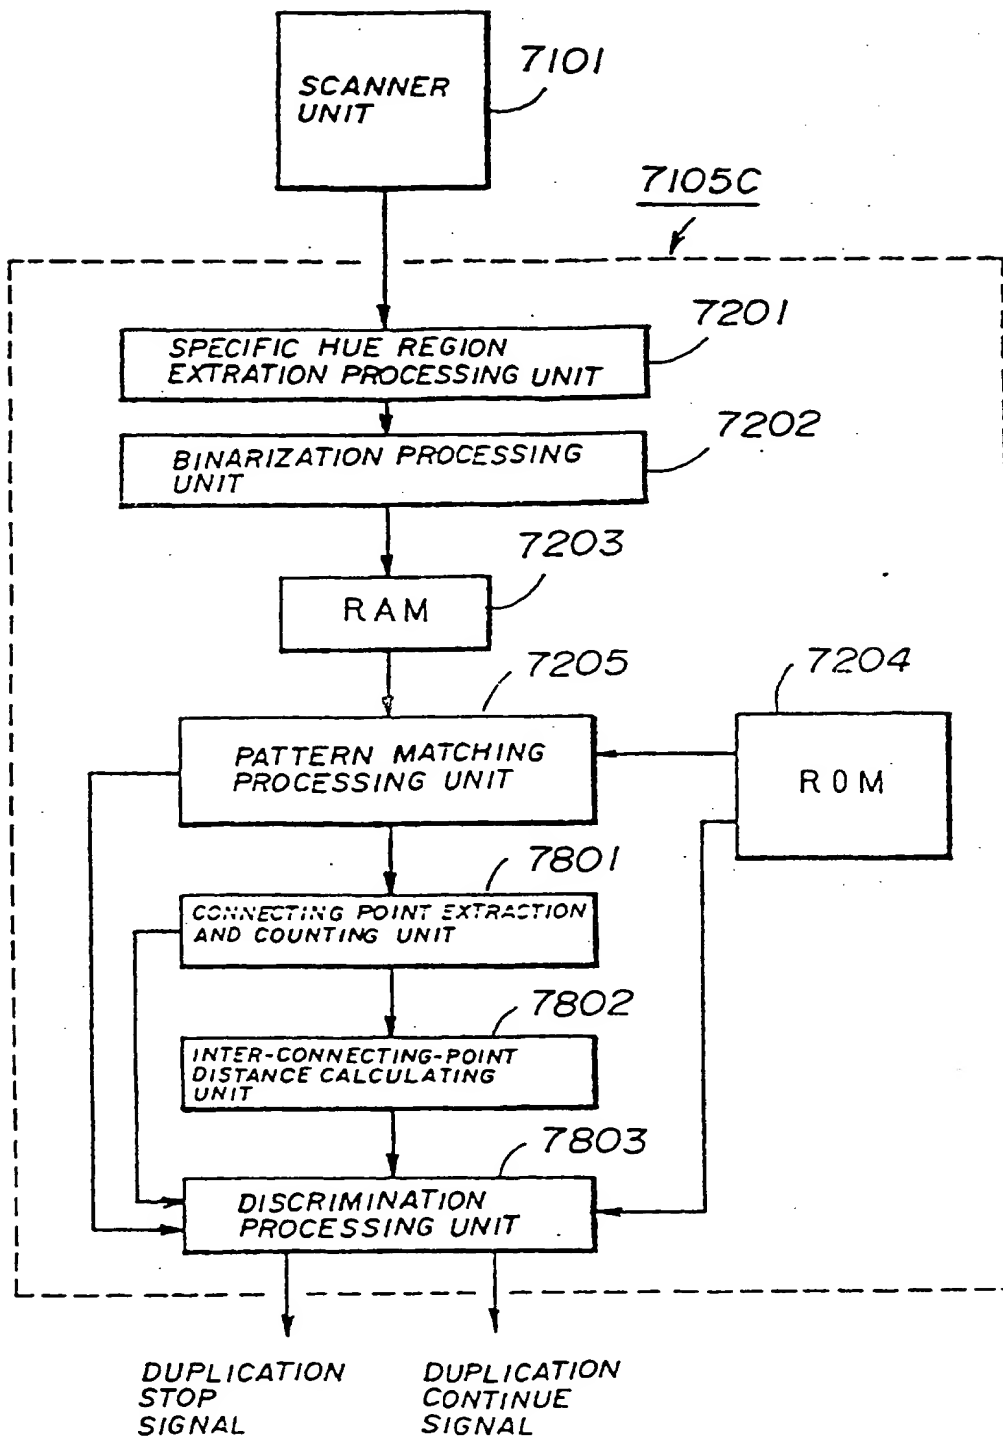 SCANNER
UNIT
7101
7105C
7201
SPECIFIC HUE REGION
EXTRATION PROCESSING UNIT
7202
BINARIZATION PROCESSING
UNIT
7203
RAM
7205
7204
PATTERN MATCHING
PROCESSING UNIT
ROM
7801
CONNECTING POINT EXTRACTION
AND COUNTING UNIT
7802
INTER-CONNECTING-POINT
DISTANCE CALCULATING
UNIT
7803
DISCRIMINATION
PROCESSING UNIT
DUPLICATION
STOP
SIGNAL
DUPLICATION
CONTINUE
SIGNAL